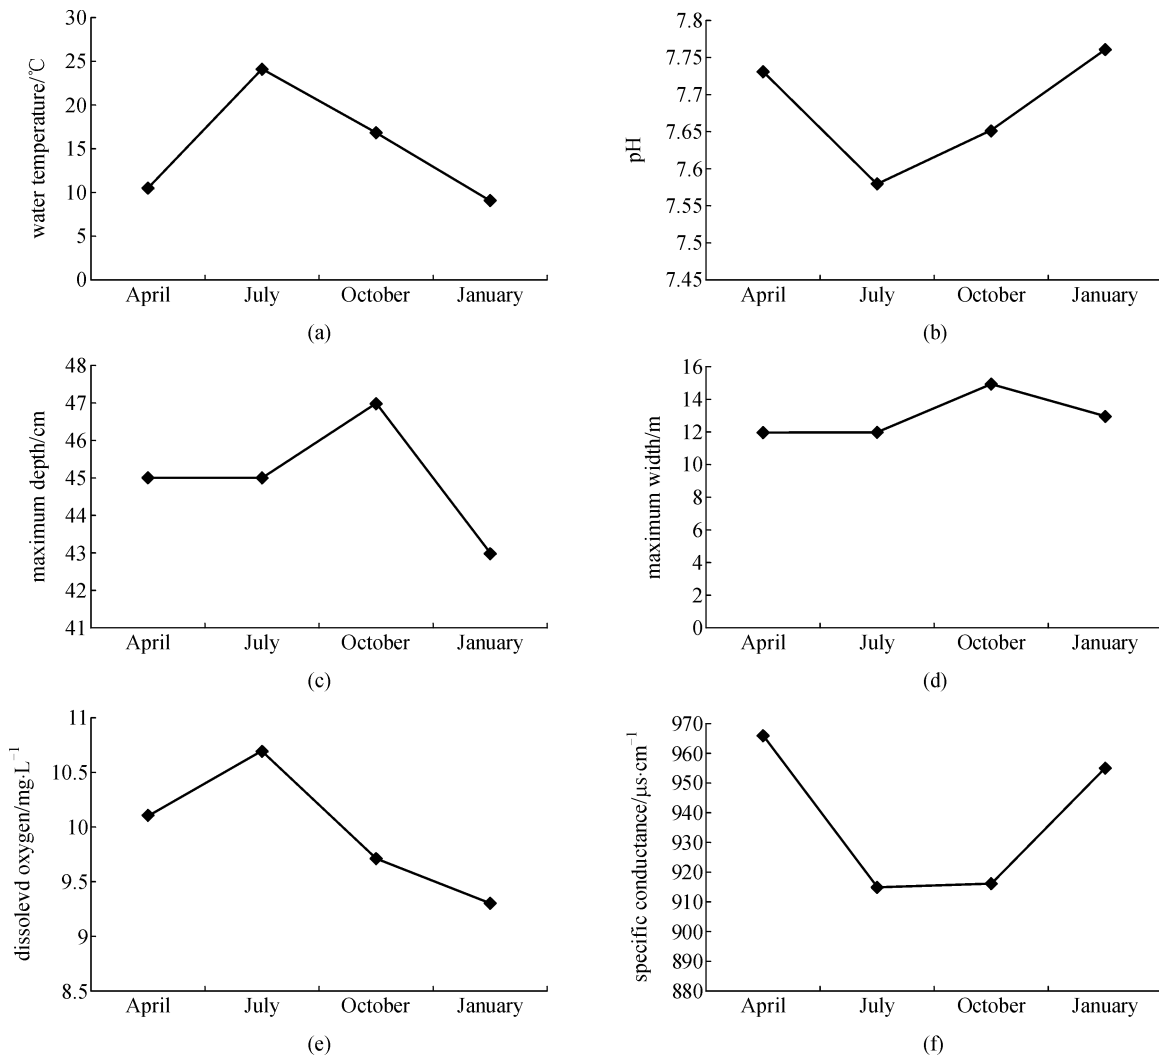 water temperature/℃
30
25
20
15
10
5
0
April July October January
(a)
pH
7.8
7.75
7.7
7.65
7.6
7.55
7.5
7.45
April July October January
(b)
maximum depth/cm
48
47
46
45
44
43
42
41
April July October January
(c)
maximum width/m
16
14
12
10
8
6
4
2
0
April July October January
(d)
dissolevd oxygen/mg·L⁻¹
11
10.5
10
9.5
9
8.5
April July October January
(e)
specific conductance/μs·cm⁻¹
970
960
950
940
930
920
910
900
890
880
April July October January
(f)